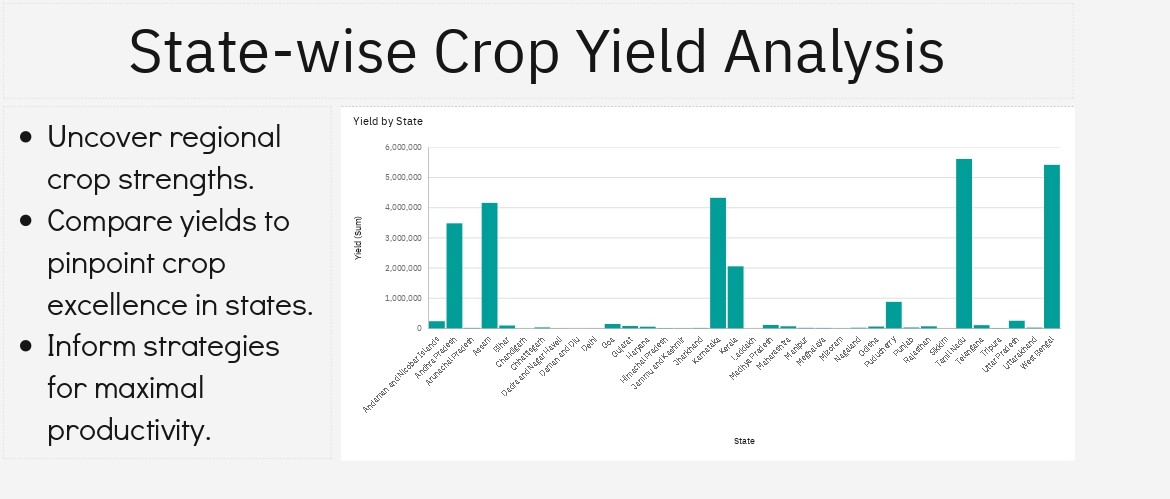 State-wise Crop Yield Analysis
• Uncover regional
crop strengths.
• Compare yields to
pinpoint crop
excellence in states.
• Inform strategies
for maximal
productivity.
Yield by State
Yield (Sum)
6,000,000
5,000,000
4,000,000
3,000,000
2,000,000
1,000,000
0
Andaman and Nicobar Islands
Andhra Pradesh
Arunachal Pradesh
Assam
Bihar
Chandigarh
Chhattisgarh
Dadra and Nagar Haveli
Daman and Diu
Delhi
Goa
Gujarat
Haryana
Himachal Pradesh
Jammu and Kashmir
Jharkhand
Karnataka
Kerala
Laddakh
Madhya Pradesh
Maharashtra
Manipur
Meghalaya
Mizoram
Nagaland
Odisha
Puducherry
Punjab
Rajasthan
Sikkim
Tamil Nadu
Telangana
Tripura
Uttar Pradesh
Uttarakhand
West Bengal
State